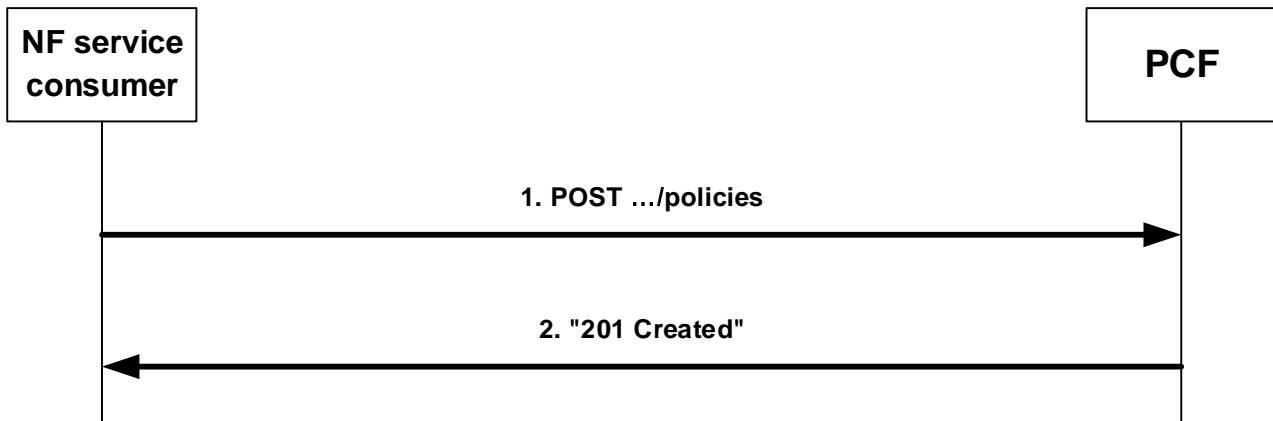 NF service
consumer
PCF
1. POST .../policies
2. "201 Created"